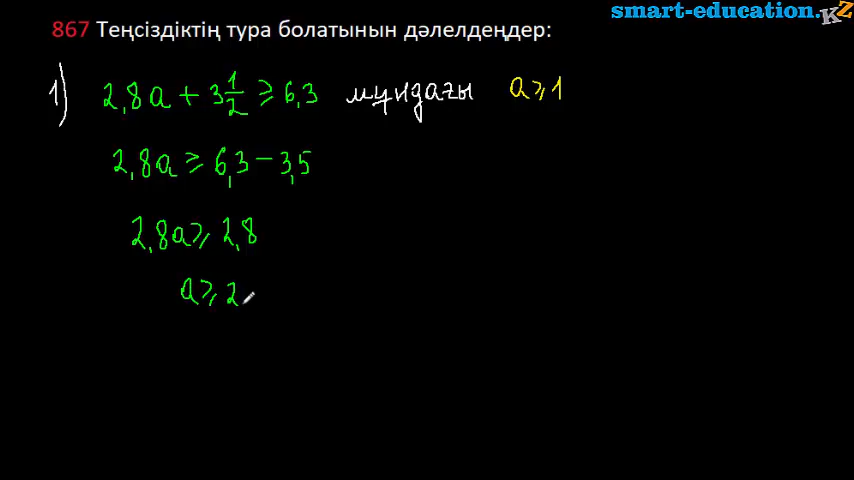 smart-education.KZ
867 Теңсіздіктің тура болатынын дәлелдеңдер:
1) 2,8a + 3 1/2 ⩾ 6,3 мұндағы a ⩾ 1
2,8a ⩾ 6,3 − 3,5
2,8a ⩾ 2,8
a ⩾ 2,